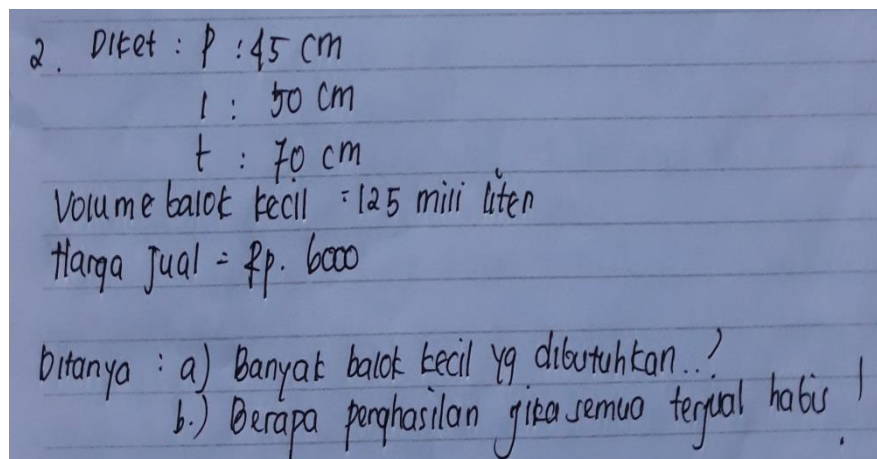 2. Diket : P : 45 cm
l : 50 cm
t : 70 cm
Volume balok kecil = 125 mili liter
Harga Jual = Rp. 6000
Ditanya : a) Banyak balok kecil yg dibutuhkan..?
b.) Berapa penghasilan jika semua terjual habis !